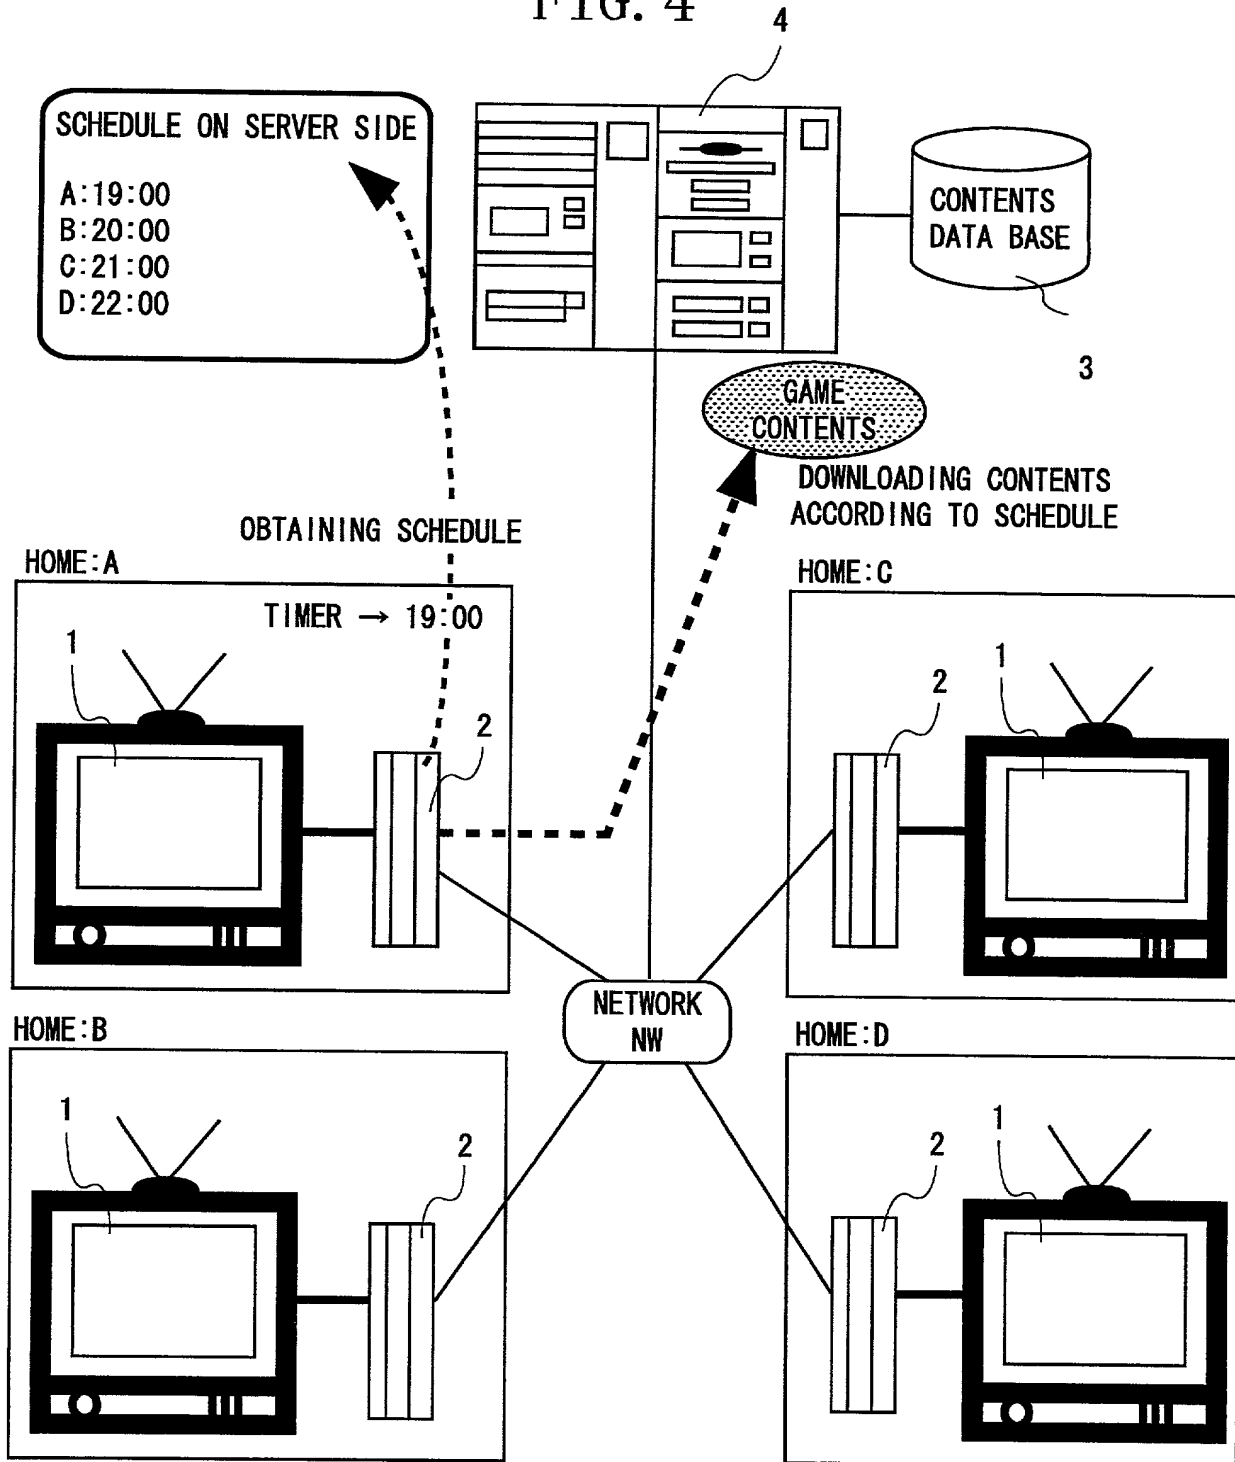 FIG. 4
4
SCHEDULE ON SERVER SIDE
A:19:00
B:20:00
C:21:00
D:22:00
CONTENTS
DATA BASE
3
GAME
CONTENTS
DOWNLOADING CONTENTS
ACCORDING TO SCHEDULE
OBTAINING SCHEDULE
HOME:A
TIMER → 19:00
1
2
HOME:C
2
1
NETWORK
NW
HOME:B
1
2
HOME:D
2
1